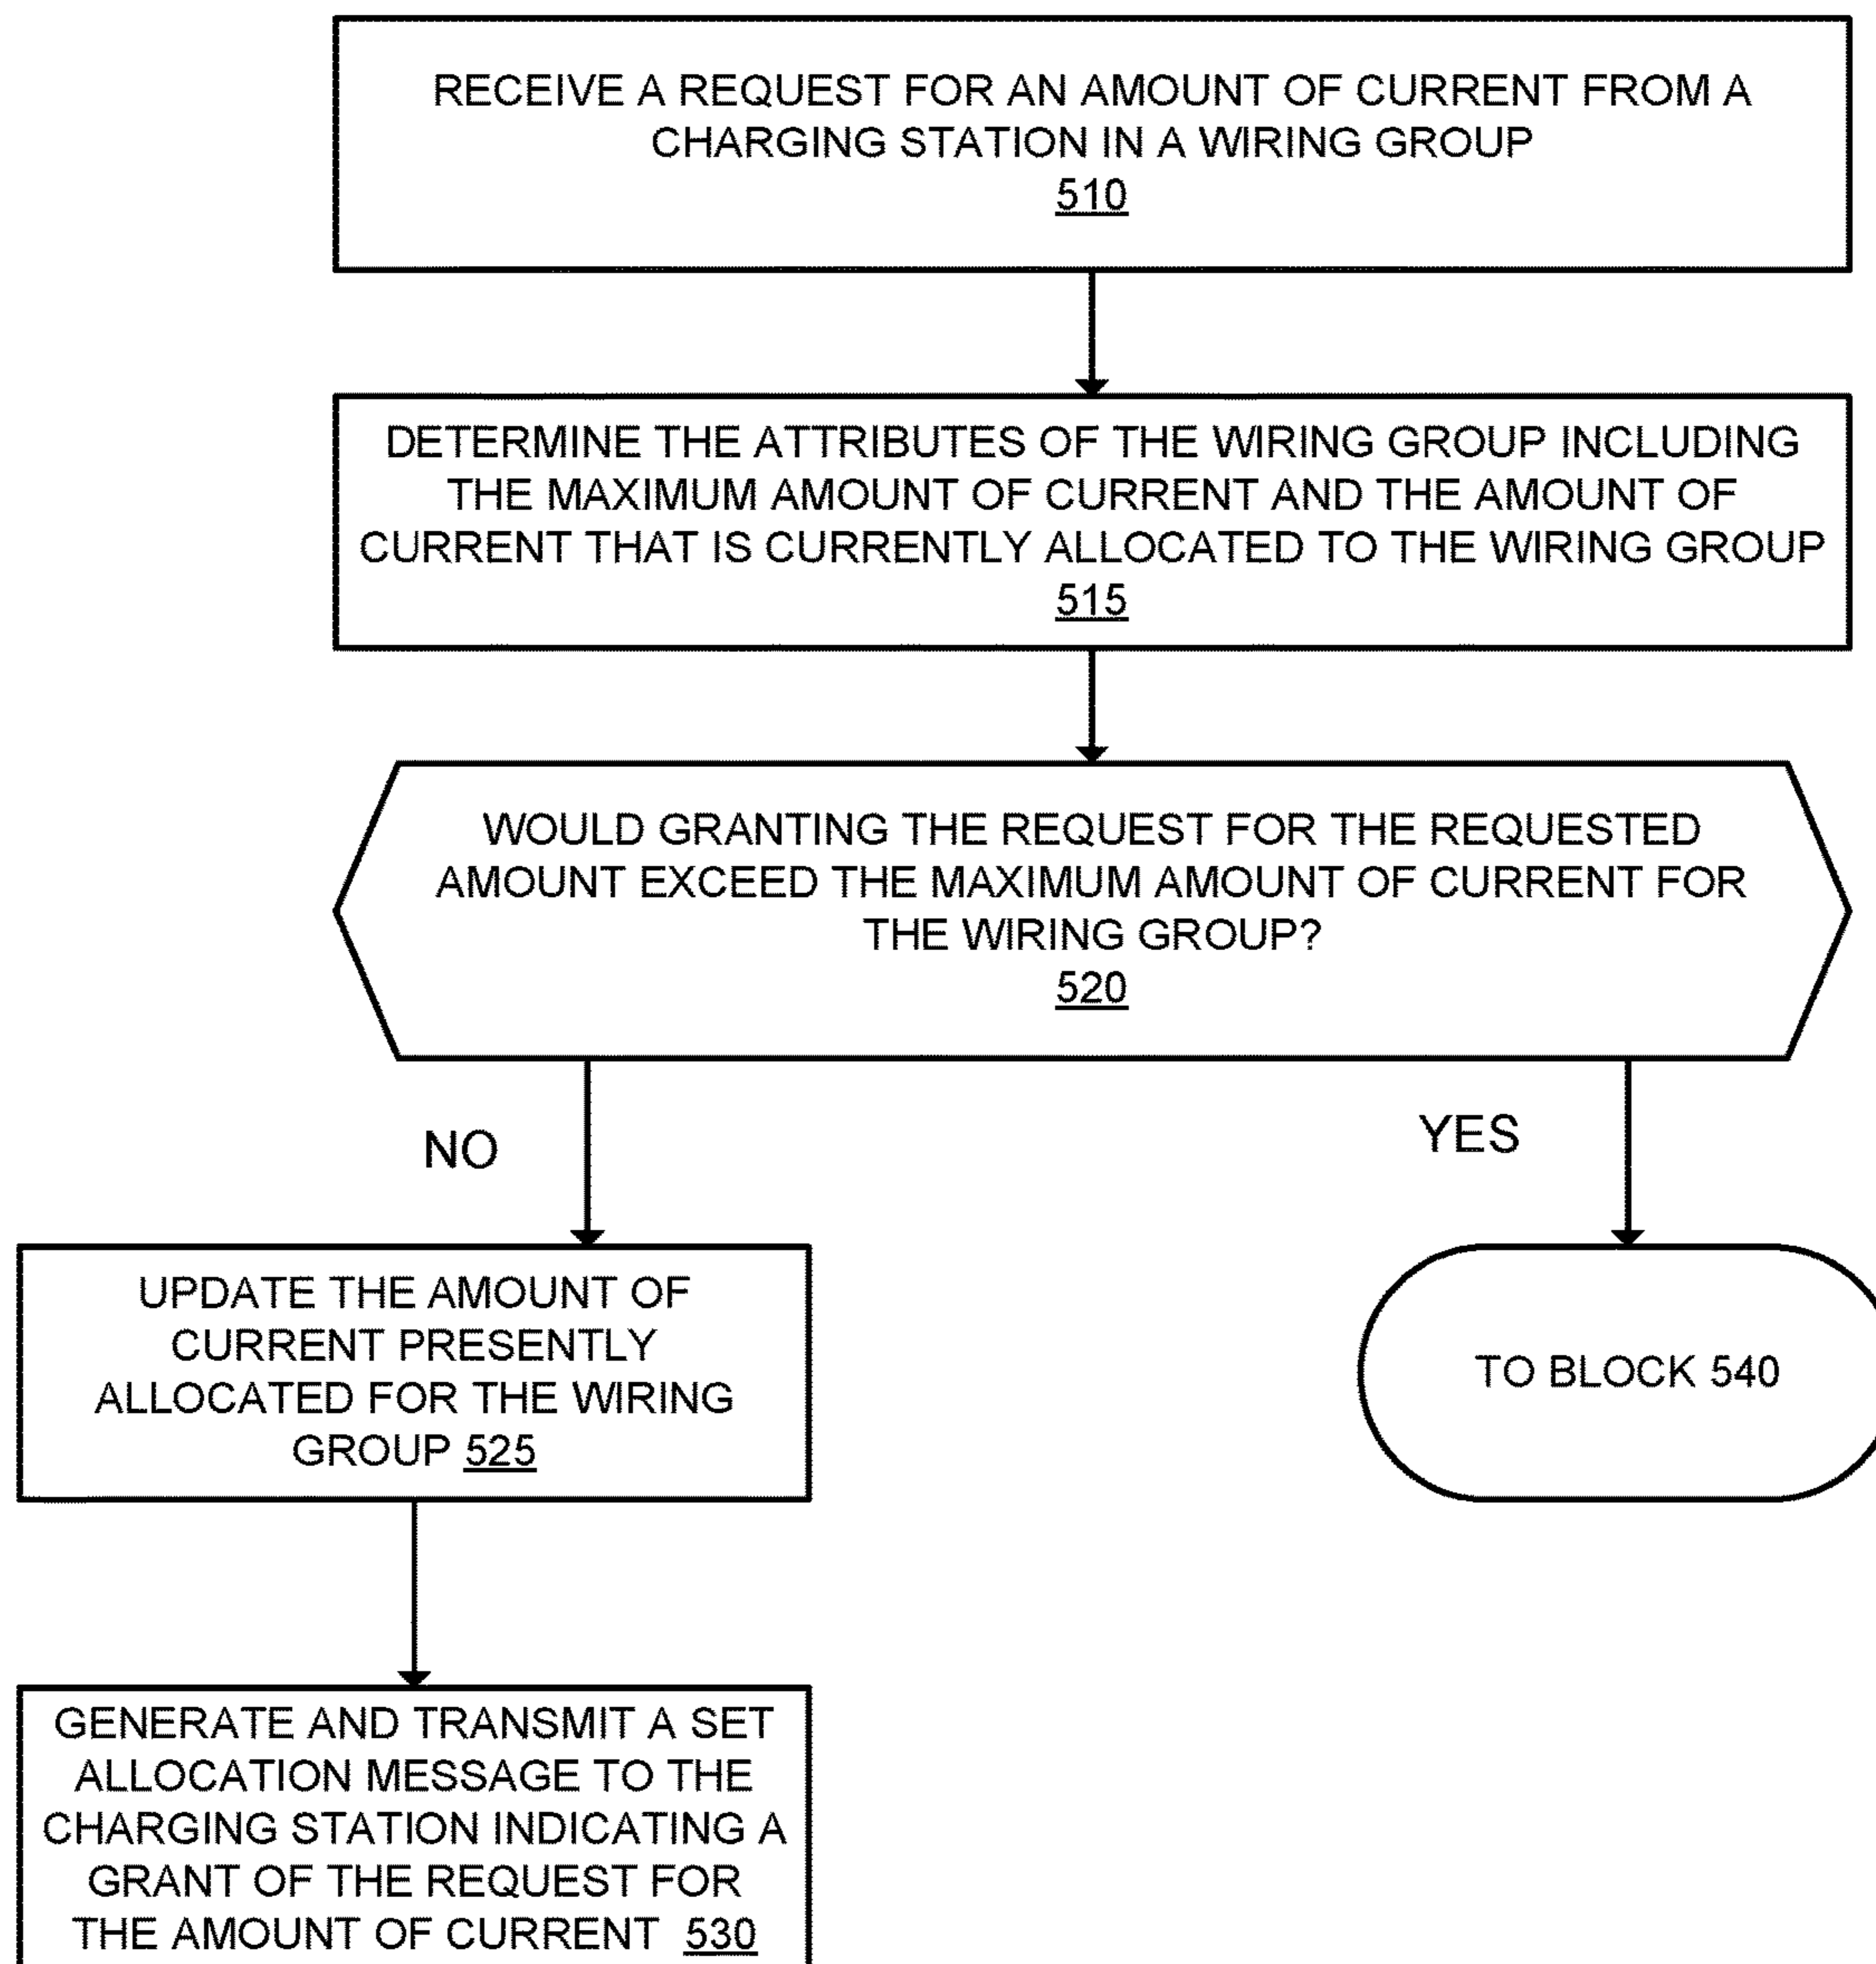 RECEIVE A REQUEST FOR AN AMOUNT OF CURRENT FROM A
CHARGING STATION IN A WIRING GROUP
510
DETERMINE THE ATTRIBUTES OF THE WIRING GROUP INCLUDING
THE MAXIMUM AMOUNT OF CURRENT AND THE AMOUNT OF
CURRENT THAT IS CURRENTLY ALLOCATED TO THE WIRING GROUP
515
WOULD GRANTING THE REQUEST FOR THE REQUESTED
AMOUNT EXCEED THE MAXIMUM AMOUNT OF CURRENT FOR
THE WIRING GROUP?
520
NO
YES
UPDATE THE AMOUNT OF
CURRENT PRESENTLY
ALLOCATED FOR THE WIRING
GROUP 525
TO BLOCK 540
GENERATE AND TRANSMIT A SET
ALLOCATION MESSAGE TO THE
CHARGING STATION INDICATING A
GRANT OF THE REQUEST FOR
THE AMOUNT OF CURRENT 530